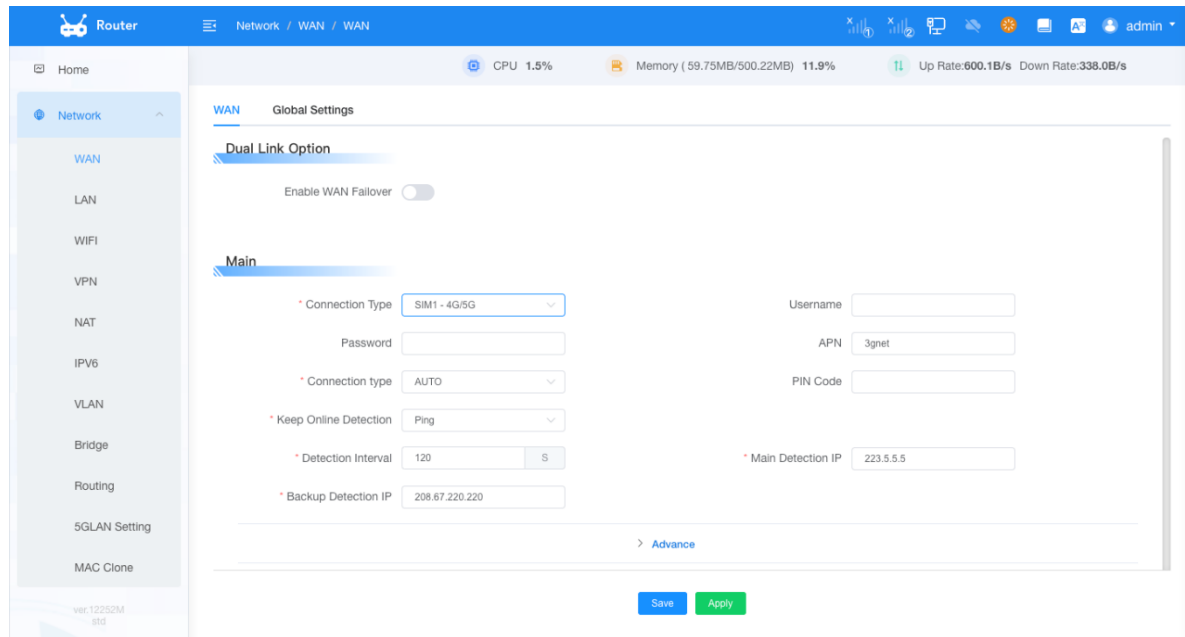 Router
Network / WAN / WAN
1
2
A
admin
CPU 1.5%
Memory ( 59.75MB/500.22MB) 11.9%
Up Rate:600.1B/s Down Rate:338.0B/s
Home
Network
WAN
LAN
WIFI
VPN
NAT
IPV6
VLAN
Bridge
Routing
5GLAN Setting
MAC Clone
ver.12252M
std
WAN Global Settings
Dual Link Option
Enable WAN Failover
Main
* Connection Type SIM1 - 4G/5G Username
Password APN 3gnet
* Connection type AUTO PIN Code
* Keep Online Detection Ping
* Detection Interval 120 S * Main Detection IP 223.5.5.5
* Backup Detection IP 208.67.220.220
> Advance
Save Apply